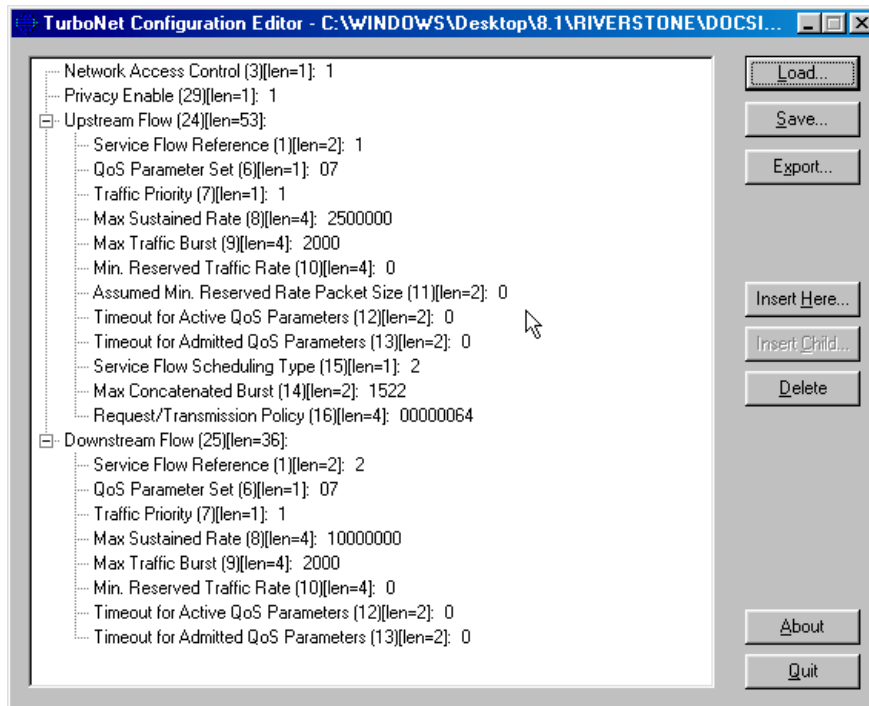 TurboNet Configuration Editor - C:\WINDOWS\Desktop\8.1\RIVERSTONE\DOCSI...
Network Access Control (3)[len=1]: 1
Privacy Enable (29)[len=1]: 1
Upstream Flow (24)[len=53]:
Service Flow Reference (1)[len=2]: 1
QoS Parameter Set (6)[len=1]: 07
Traffic Priority (7)[len=1]: 1
Max Sustained Rate (8)[len=4]: 2500000
Max Traffic Burst (9)[len=4]: 2000
Min. Reserved Traffic Rate (10)[len=4]: 0
Assumed Min. Reserved Rate Packet Size (11)[len=2]: 0
Timeout for Active QoS Parameters (12)[len=2]: 0
Timeout for Admitted QoS Parameters (13)[len=2]: 0
Service Flow Scheduling Type (15)[len=1]: 2
Max Concatenated Burst (14)[len=2]: 1522
Request/Transmission Policy (16)[len=4]: 00000064
Downstream Flow (25)[len=36]:
Service Flow Reference (1)[len=2]: 2
QoS Parameter Set (6)[len=1]: 07
Traffic Priority (7)[len=1]: 1
Max Sustained Rate (8)[len=4]: 10000000
Max Traffic Burst (9)[len=4]: 2000
Min. Reserved Traffic Rate (10)[len=4]: 0
Timeout for Active QoS Parameters (12)[len=2]: 0
Timeout for Admitted QoS Parameters (13)[len=2]: 0
Load...
Save...
Export...
Insert Here...
Insert Child...
Delete
About
Quit